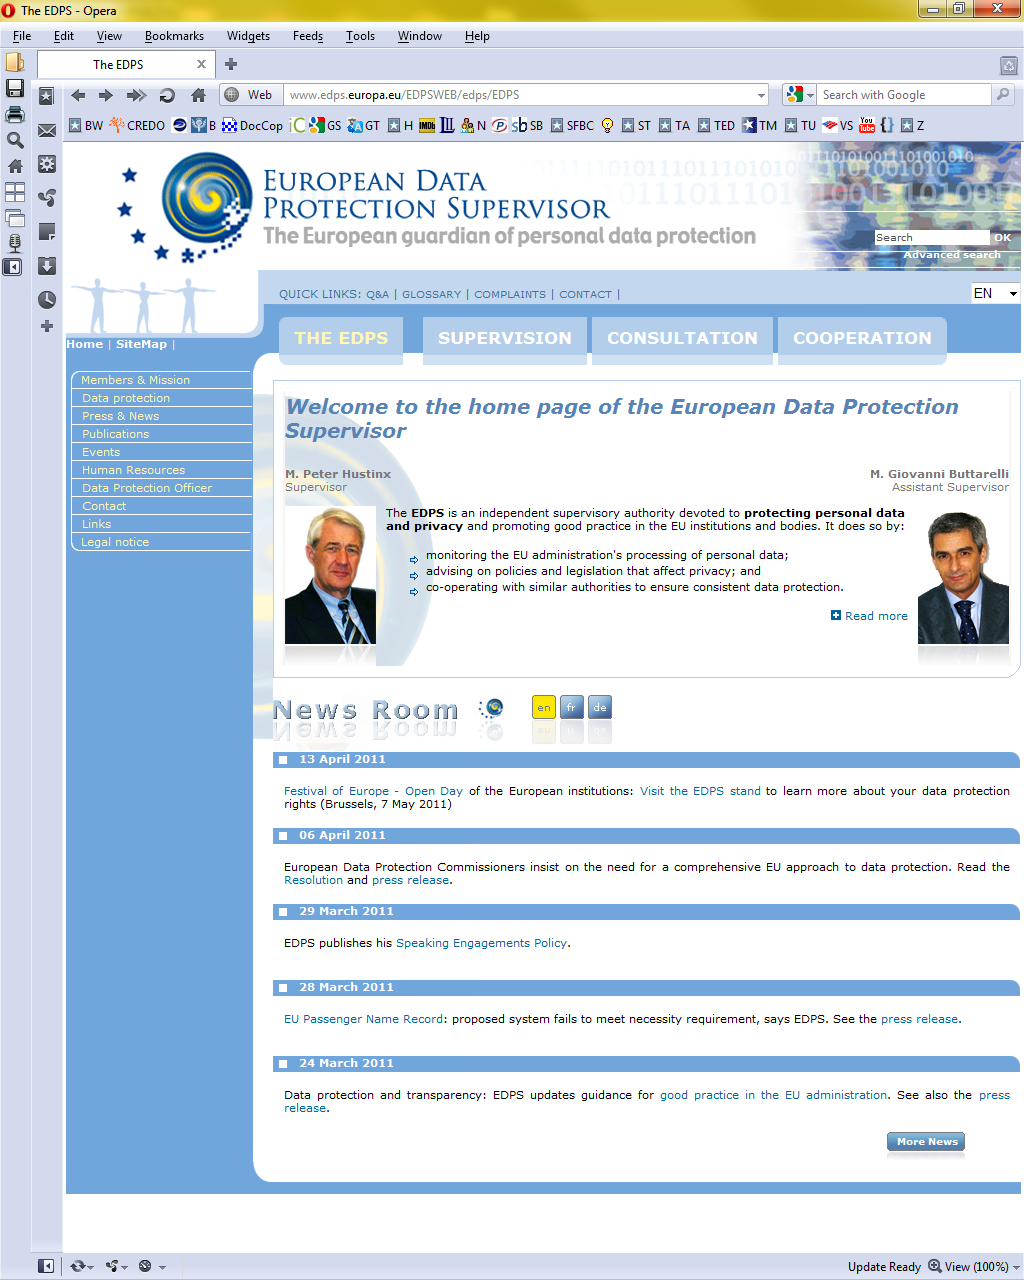 The EDPS - Opera
File Edit View Bookmarks Widgets Feeds Tools Window Help
The EDPS
Web www.edps.europa.eu/EDPSWEB/edps/EDPS Search with Google
BW CREDO B DocCop GS GT H IMDb N SB SFBC ST TA TED TM TU VS You Tube Z
EUROPEAN DATA
PROTECTION SUPERVISOR
The European guardian of personal data protection
Search OK
Advanced search
QUICK LINKS: Q&A | GLOSSARY | COMPLAINTS | CONTACT |
EN
THE EDPS SUPERVISION CONSULTATION COOPERATION
Home | SiteMap |
Members & Mission
Data protection
Press & News
Publications
Events
Human Resources
Data Protection Officer
Contact
Links
Legal notice
Welcome to the home page of the European Data Protection
Supervisor
M. Peter Hustinx
Supervisor
M. Giovanni Buttarelli
Assistant Supervisor
The EDPS is an independent supervisory authority devoted to protecting personal data
and privacy and promoting good practice in the EU institutions and bodies. It does so by:
monitoring the EU administration's processing of personal data;
advising on policies and legislation that affect privacy; and
co-operating with similar authorities to ensure consistent data protection.
Read more
News Room en fr de
13 April 2011
Festival of Europe - Open Day of the European institutions: Visit the EDPS stand to learn more about your data protection
rights (Brussels, 7 May 2011)
06 April 2011
European Data Protection Commissioners insist on the need for a comprehensive EU approach to data protection. Read the
Resolution and press release.
29 March 2011
EDPS publishes his Speaking Engagements Policy.
28 March 2011
EU Passenger Name Record: proposed system fails to meet necessity requirement, says EDPS. See the press release.
24 March 2011
Data protection and transparency: EDPS updates guidance for good practice in the EU administration. See also the press
release.
More News
Update Ready View (100%)